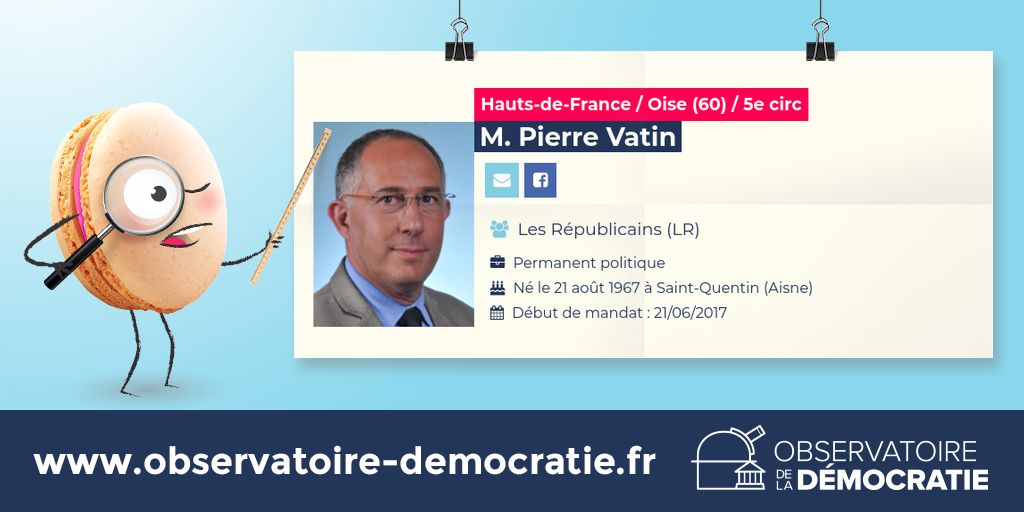 Hauts-de-France / Oise (60) / 5e circ
M. Pierre Vatin
Les Républicains (LR)
Permanent politique
Né le 21 août 1967 à Saint-Quentin (Aisne)
Début de mandat : 21/06/2017
www.observatoire-democratie.fr
OBSERVATOIRE
DE LA DÉMOCRATIE